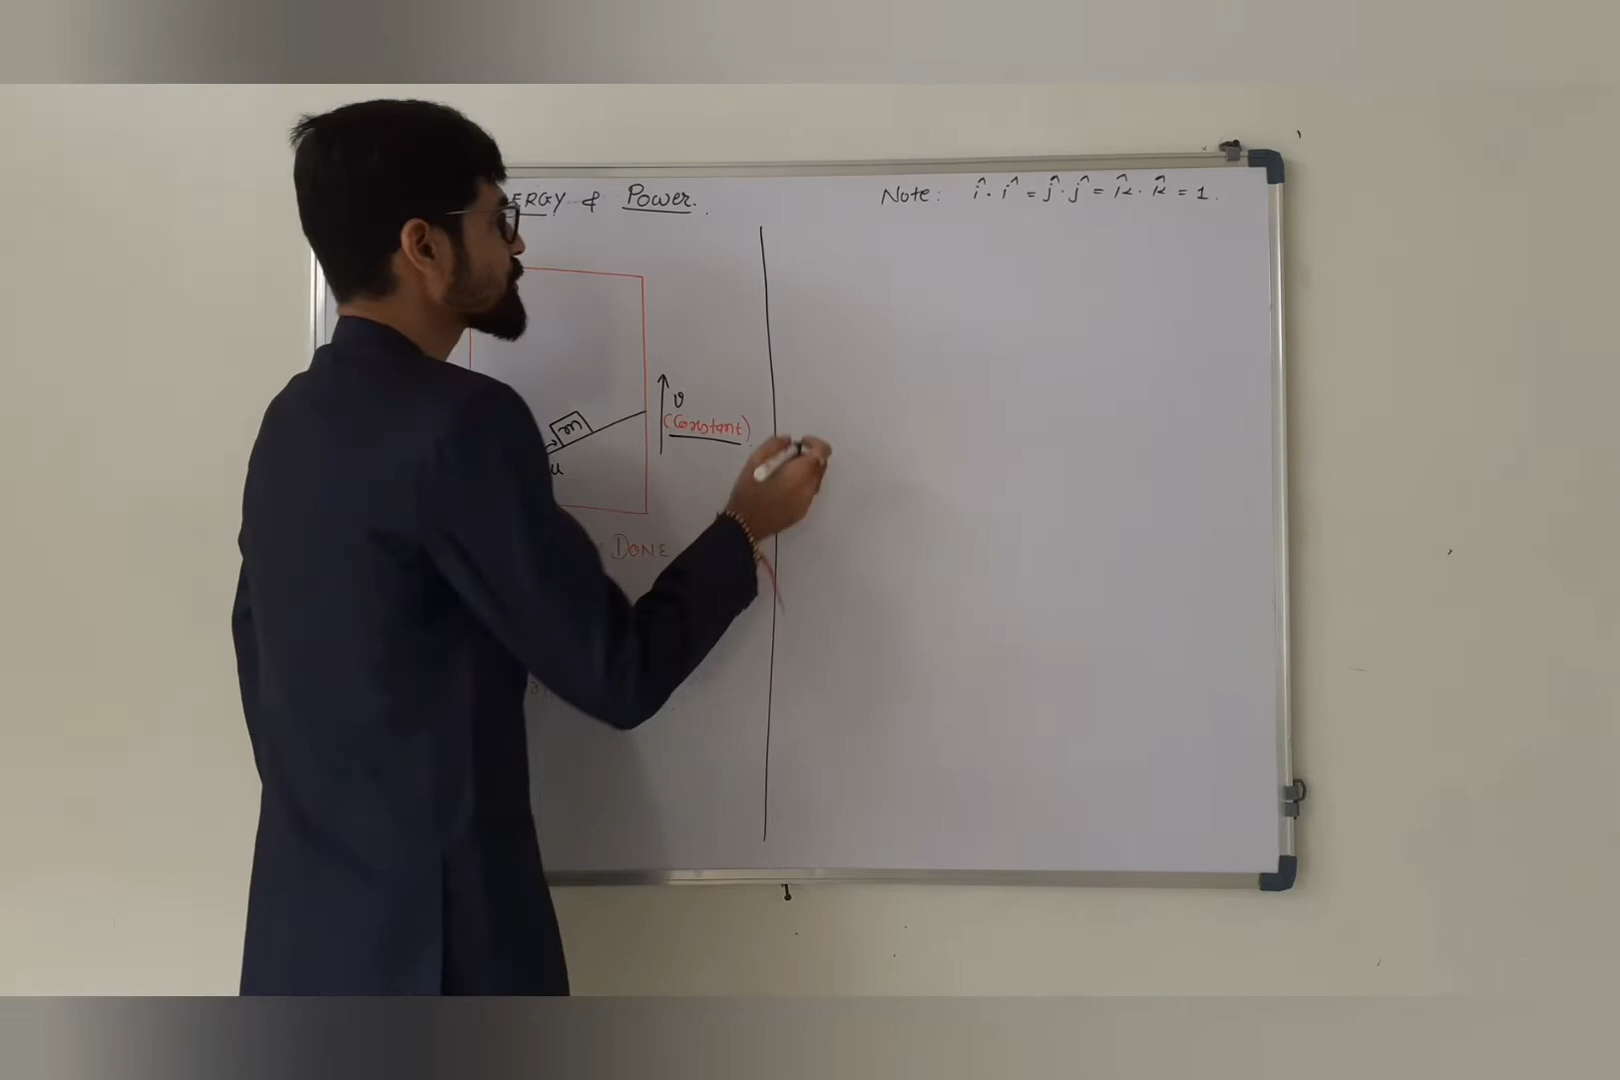 ERGY & Power.
Note: î. î = ĵ. ĵ = k̂. k̂ = 1.
m
v
(Constant)
u
DONE